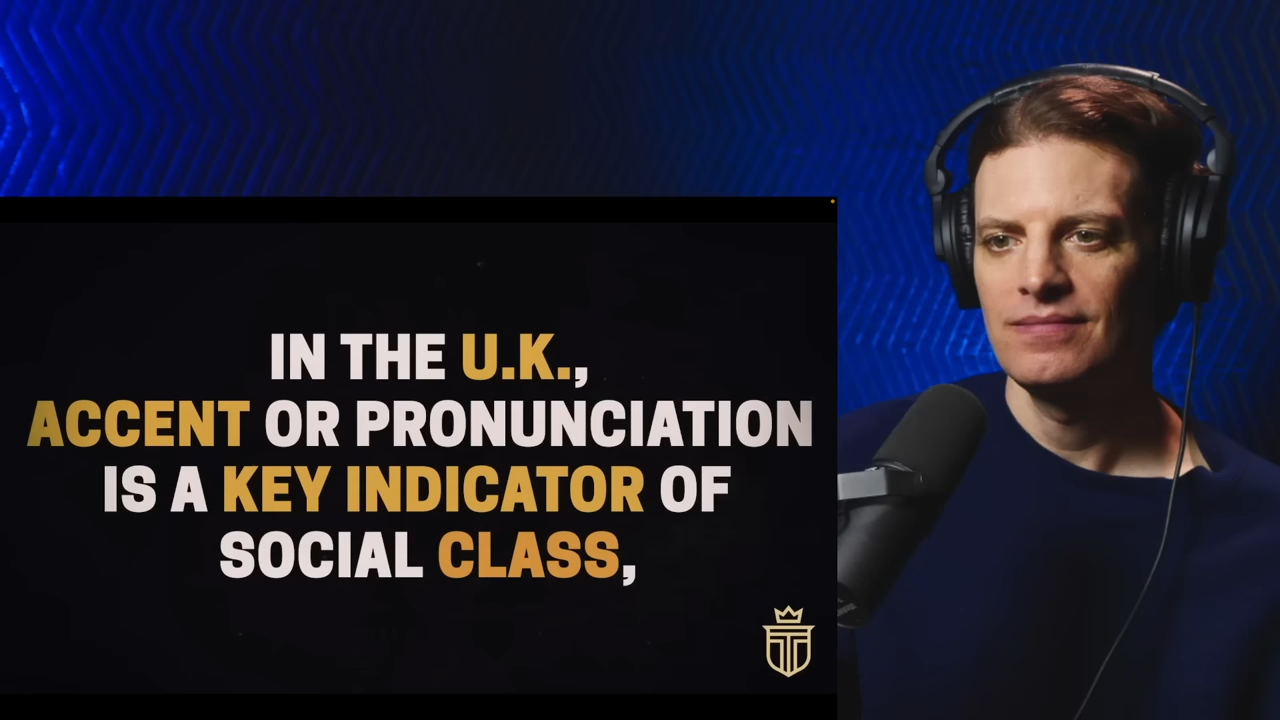 IN THE U.K.,
ACCENT OR PRONUNCIATION
IS A KEY INDICATOR OF
SOCIAL CLASS,